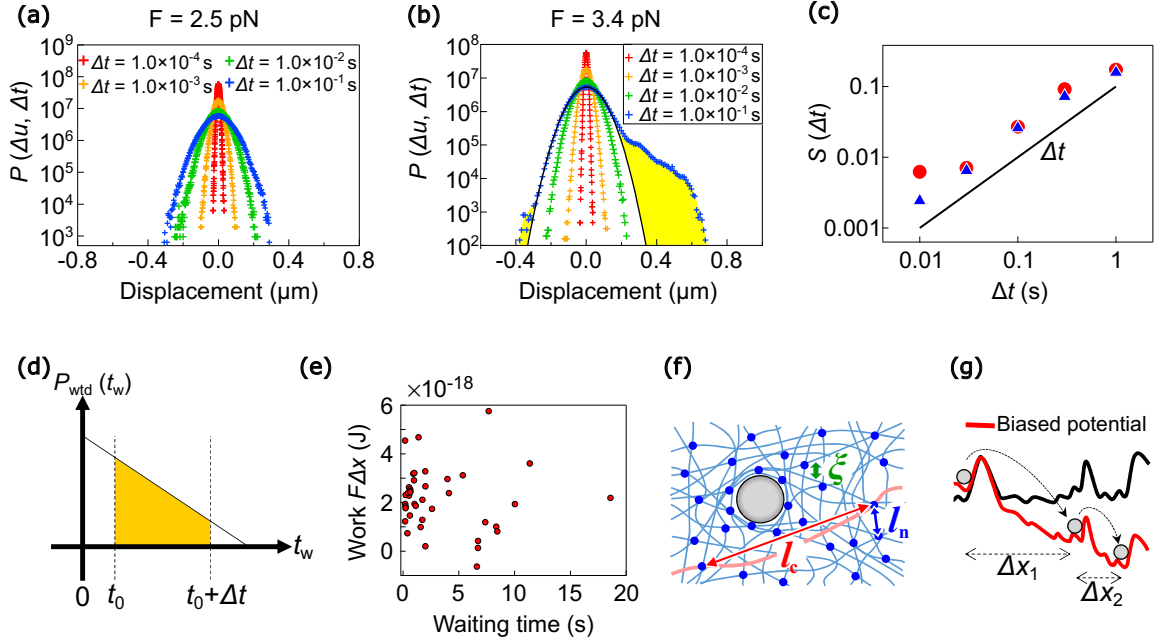 (a)
F = 2.5 pN
10⁹
10⁸
10⁷
10⁶
10⁵
10⁴
10³
P (Δu, Δt)
Δt = 1.0×10⁻⁴ s
Δt = 1.0×10⁻³ s
Δt = 1.0×10⁻² s
Δt = 1.0×10⁻¹ s
-0.8 -0.4 0.0 0.4 0.8
Displacement (μm)
(b)
F = 3.4 pN
10⁸
10⁷
10⁶
10⁵
10⁴
10³
10²
P (Δu, Δt)
Δt = 1.0×10⁻⁴ s
Δt = 1.0×10⁻³ s
Δt = 1.0×10⁻² s
Δt = 1.0×10⁻¹ s
-0.8 -0.4 0.0 0.4 0.8
Displacement (μm)
(c)
0.1
0.01
0.001
S (Δt)
Δt
0.01 0.1 1
Δt (s)
(d)
P_wtd (t_w)
t_w
0 t₀ t₀+Δt
(e)
×10⁻¹⁸
6
4
2
0
Work FΔx (J)
0 5 10 15 20
Waiting time (s)
(f)
ξ
l_n
l_c
(g)
Biased potential
Δx₁
Δx₂